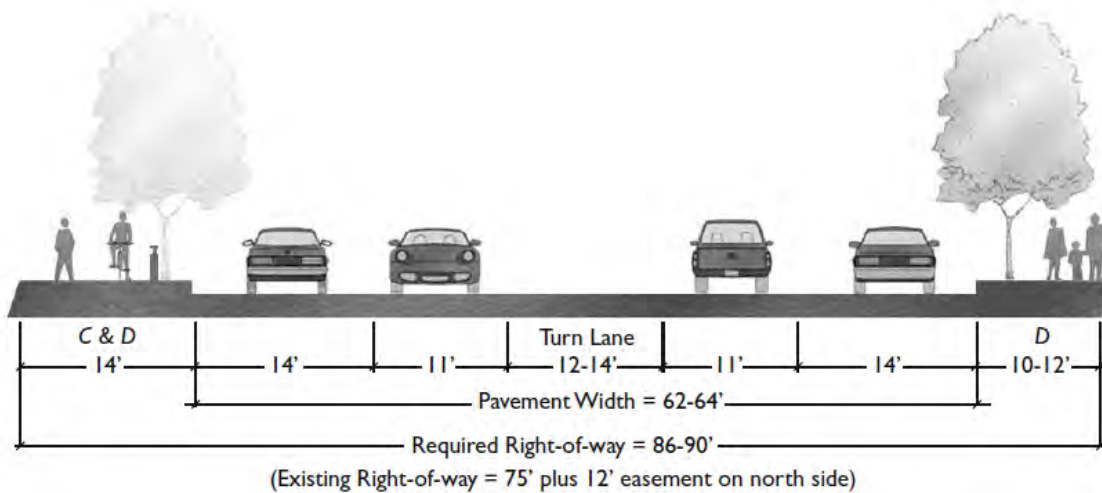 C & D
Turn Lane
D
14’
14’
11’
12-14’
11’
14’
10-12’
Pavement Width = 62-64’
Required Right-of-way = 86-90’
(Existing Right-of-way = 75’ plus 12’ easement on north side)